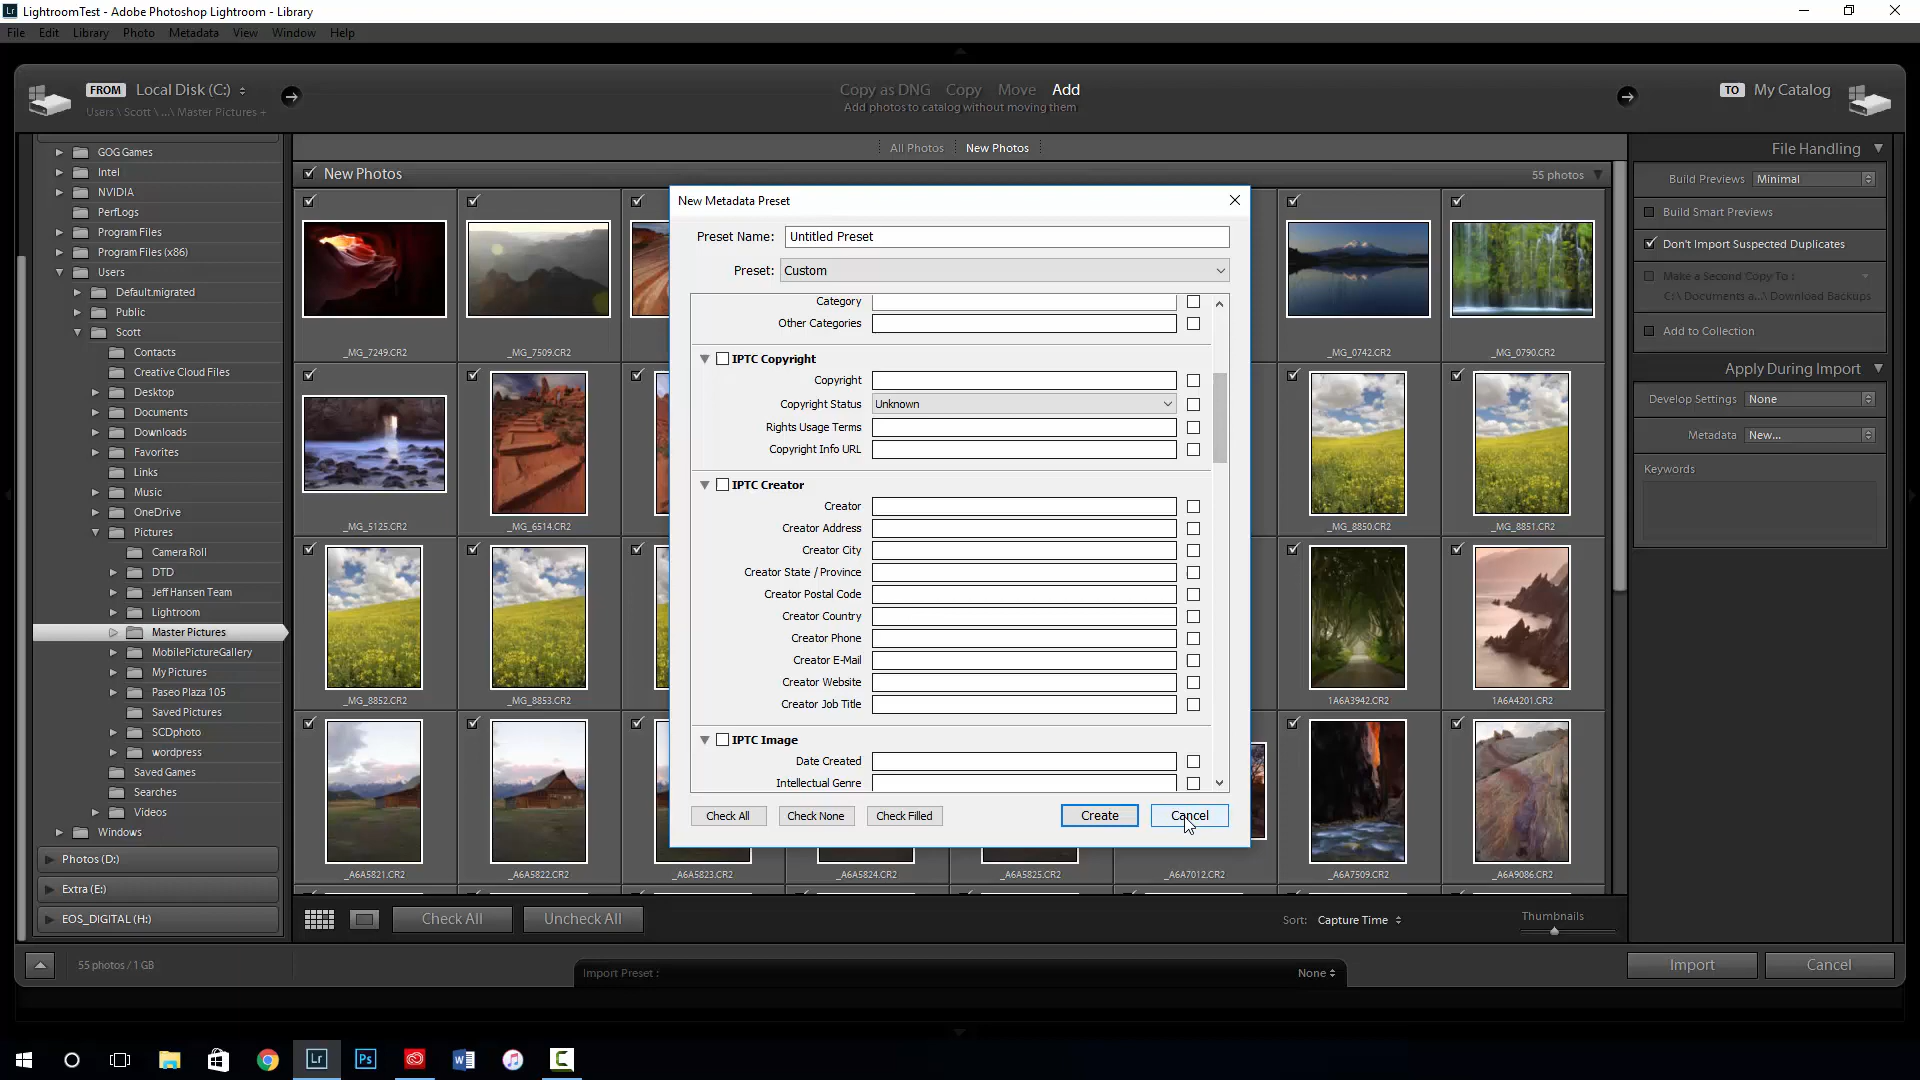 LightroomTest - Adobe Photoshop Lightroom - Library
File Edit Library Photo Metadata View Window Help
FROM Local Disk (C:)
Users \ Scott \ ...\ Master Pictures +
Copy as DNG Copy Move Add
Add photos to catalog without moving them
TO My Catalog
GOG Games
Intel
NVIDIA
PerfLogs
Program Files
Program Files (x86)
Users
Default.migrated
Public
Scott
Contacts
Creative Cloud Files
Desktop
Documents
Downloads
Favorites
Links
Music
OneDrive
Pictures
Camera Roll
DTD
Jeff Hansen Team
Lightroom
Master Pictures
MobilePictureGallery
My Pictures
Paseo Plaza 105
Saved Pictures
SCDphoto
wordpress
Saved Games
Searches
Videos
Windows
Photos (D:)
Extra (E:)
EOS_DIGITAL (H:)
All Photos New Photos
New Photos 55 photos
_MG_7249.CR2 _MG_7509.CR2 _MG_0742.CR2 _MG_0790.CR2
_MG_5125.CR2 _MG_6514.CR2 _MG_8850.CR2 _MG_8851.CR2
_MG_8852.CR2 _MG_8853.CR2 1A6A3942.CR2 1A6A4201.CR2
_A6A5821.CR2 _A6A5822.CR2 _A6A5823.CR2 _A6A5824.CR2 _A6A5825.CR2 _A6A7012.CR2 _A6A7509.CR2 _A6A9086.CR2
New Metadata Preset
Preset Name: Untitled Preset
Preset: Custom
Category
Other Categories
IPTC Copyright
Copyright
Copyright Status Unknown
Rights Usage Terms
Copyright Info URL
IPTC Creator
Creator
Creator Address
Creator City
Creator State / Province
Creator Postal Code
Creator Country
Creator Phone
Creator E-Mail
Creator Website
Creator Job Title
IPTC Image
Date Created
Intellectual Genre
Check All Check None Check Filled Create Cancel
File Handling
Build Previews Minimal
Build Smart Previews
Don't Import Suspected Duplicates
Make a Second Copy To :
C:\ Documents a...\ Download Backups
Add to Collection
Apply During Import
Develop Settings None
Metadata New...
Keywords
Check All Uncheck All
Sort: Capture Time
Thumbnails
55 photos / 1 GB
Import Preset : None
Import Cancel
Lr Ps